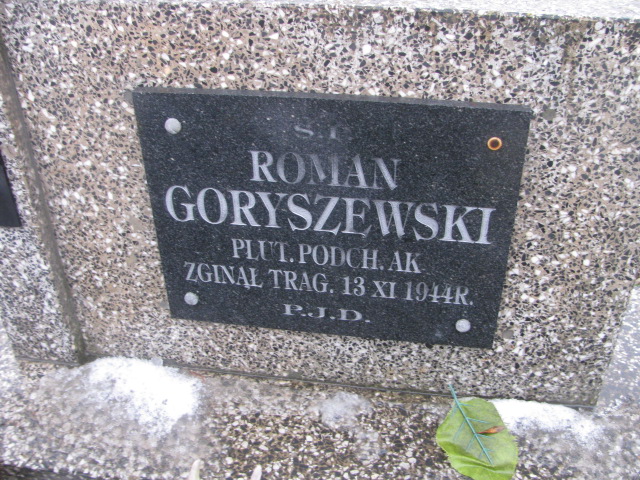 Ś.P.
ROMAN
GORYSZEWSKI
PLUT. PODCH. AK
ZGINĄŁ TRAG. 13 XI 1944R.
P.J.D.